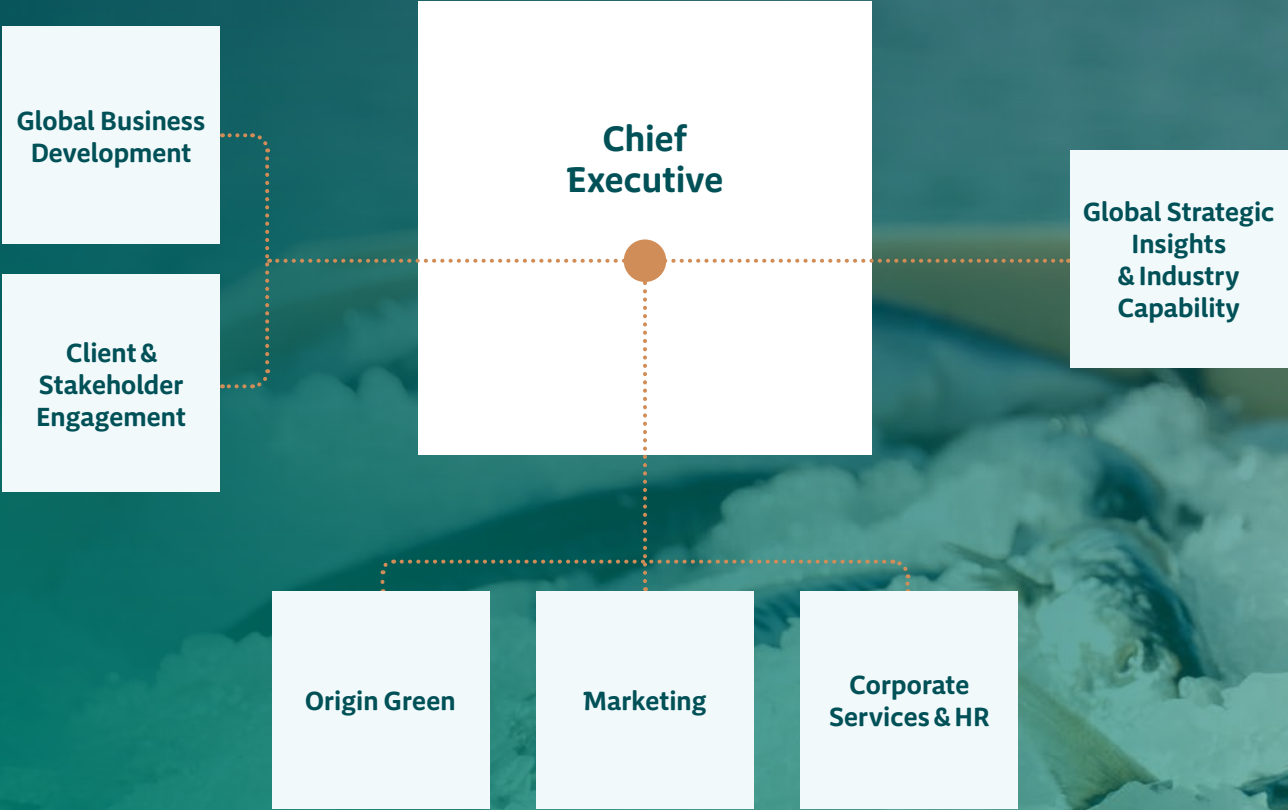 Global Business
Development
Chief
Executive
Global Strategic
Insights
& Industry
Capability
Client &
Stakeholder
Engagement
Origin Green
Marketing
Corporate
Services & HR